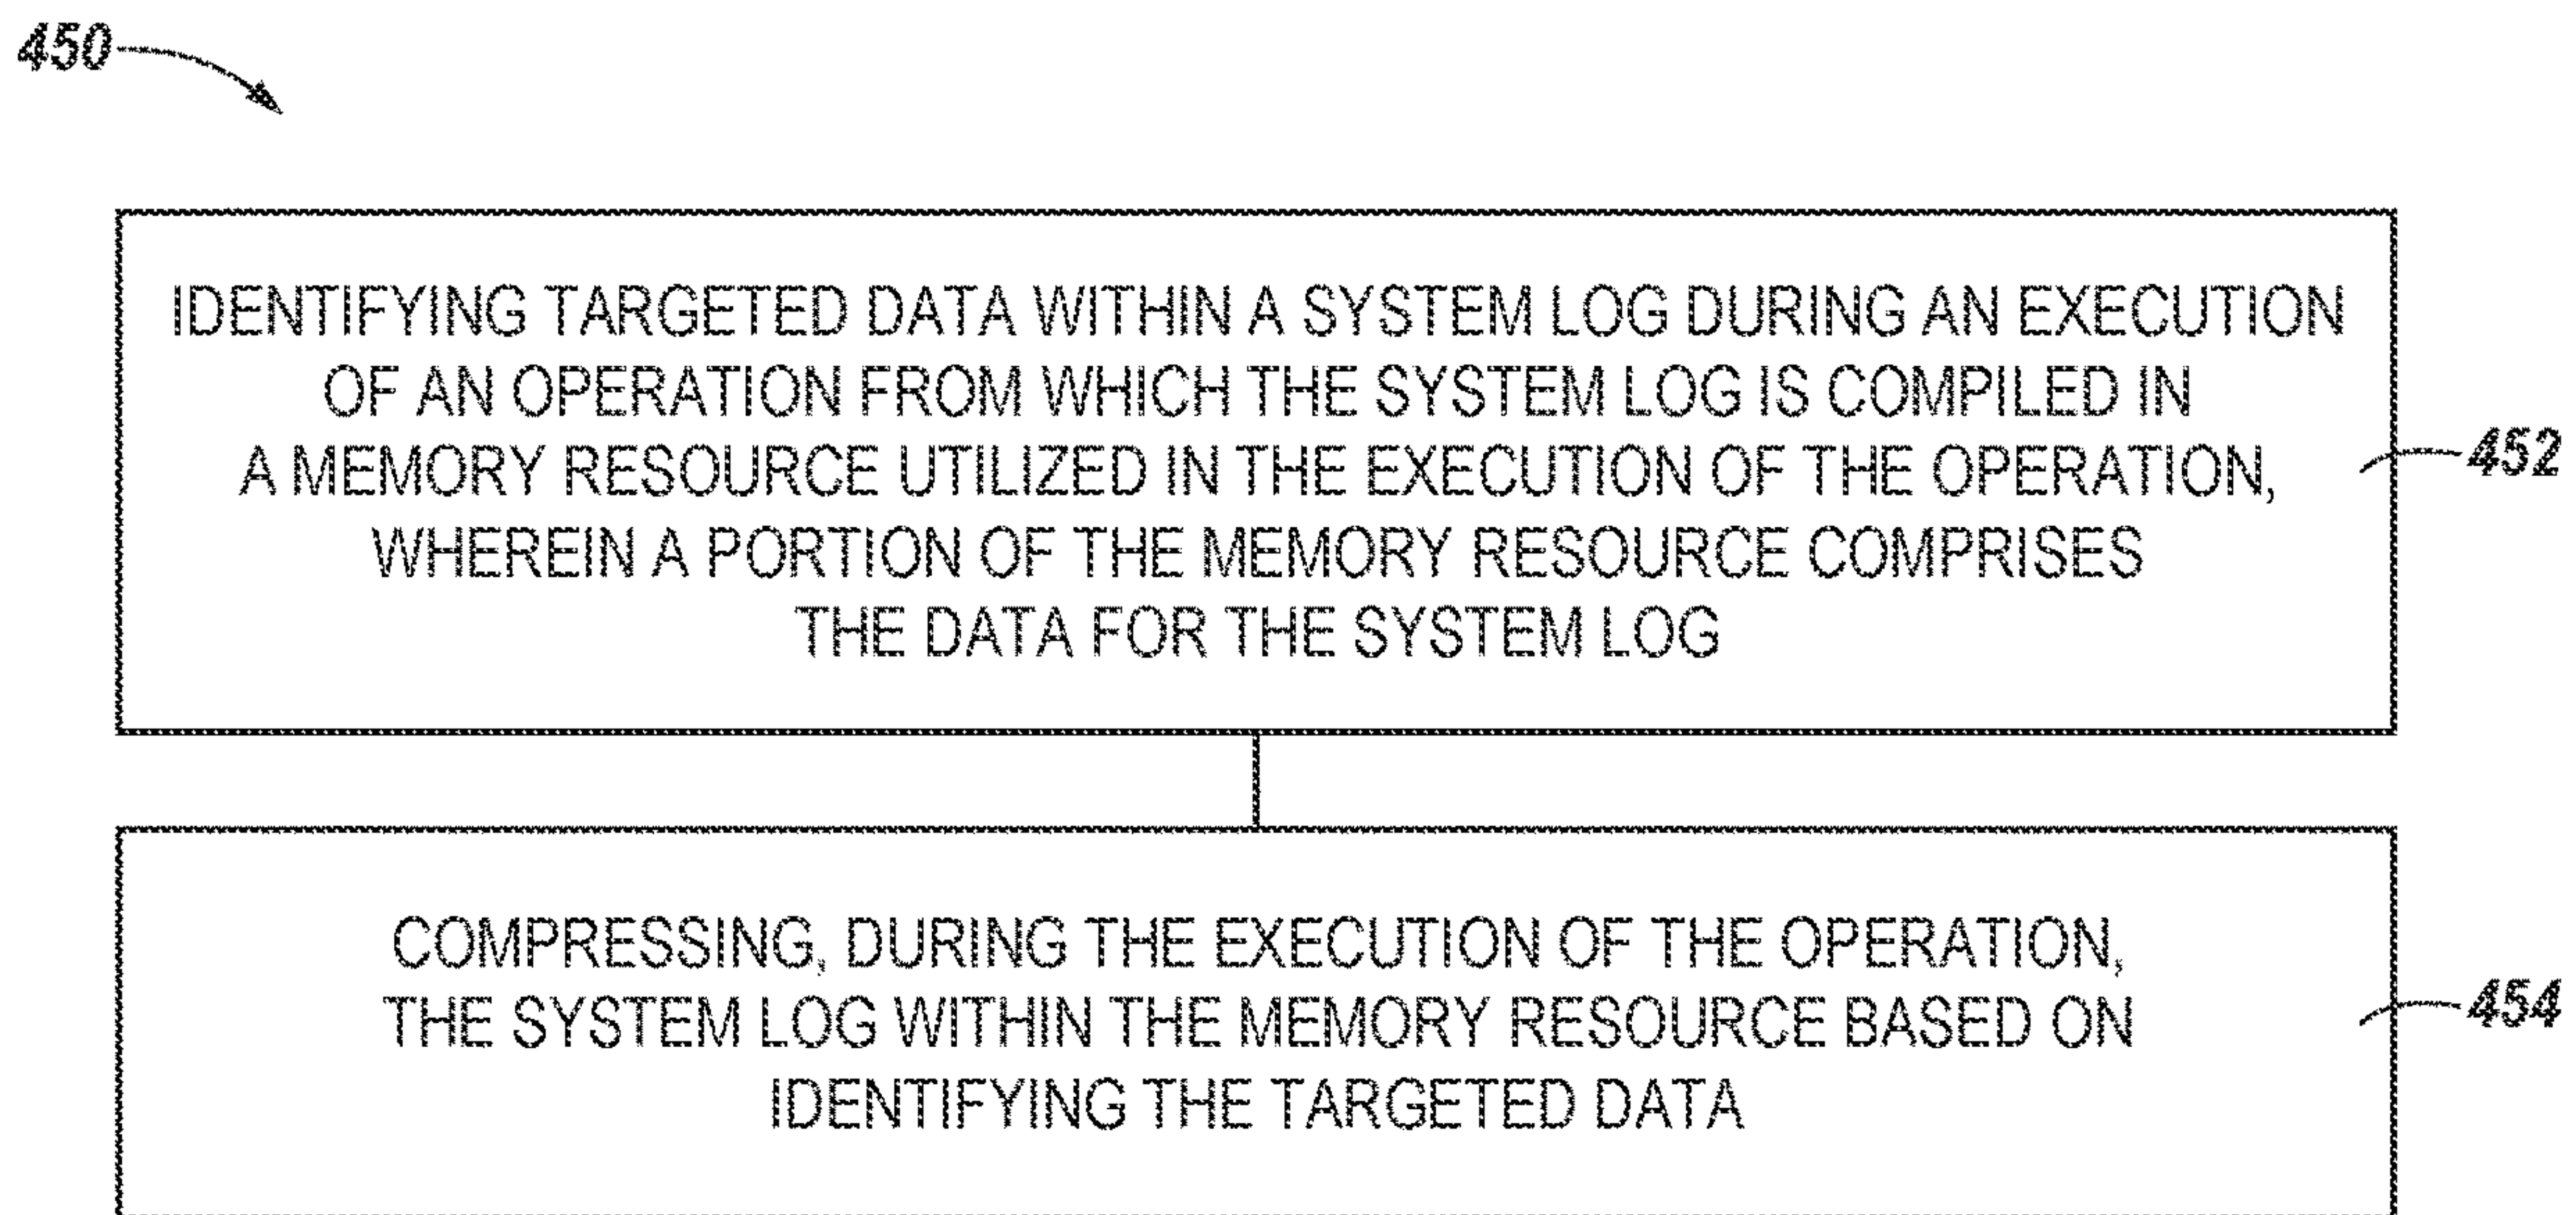 450
IDENTIFYING TARGETED DATA WITHIN A SYSTEM LOG DURING AN EXECUTION
OF AN OPERATION FROM WHICH THE SYSTEM LOG IS COMPILED IN
A MEMORY RESOURCE UTILIZED IN THE EXECUTION OF THE OPERATION,
WHEREIN A PORTION OF THE MEMORY RESOURCE COMPRISES
THE DATA FOR THE SYSTEM LOG
452
COMPRESSING, DURING THE EXECUTION OF THE OPERATION,
THE SYSTEM LOG WITHIN THE MEMORY RESOURCE BASED ON
IDENTIFYING THE TARGETED DATA
454